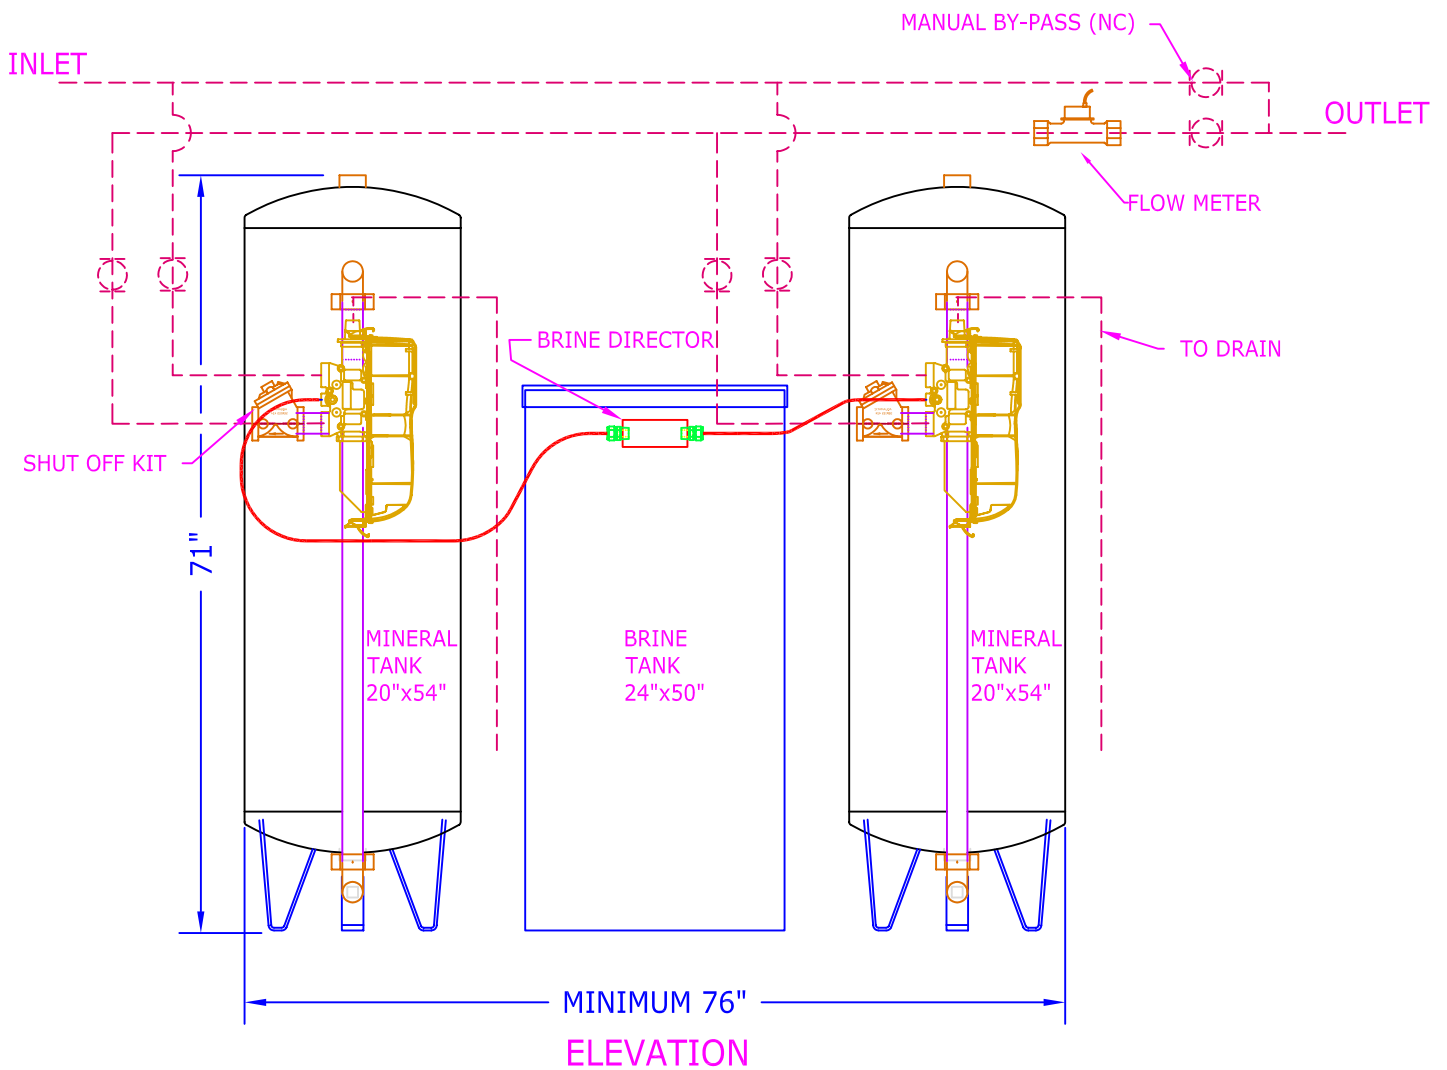 MANUAL BY-PASS (NC)
INLET
OUTLET
FLOW METER
BRINE DIRECTOR
TO DRAIN
SHUT OFF KIT
71"
MINERAL
TANK
20"x54"
BRINE
TANK
24"x50"
MINERAL
TANK
20"x54"
MINIMUM 76"
ELEVATION